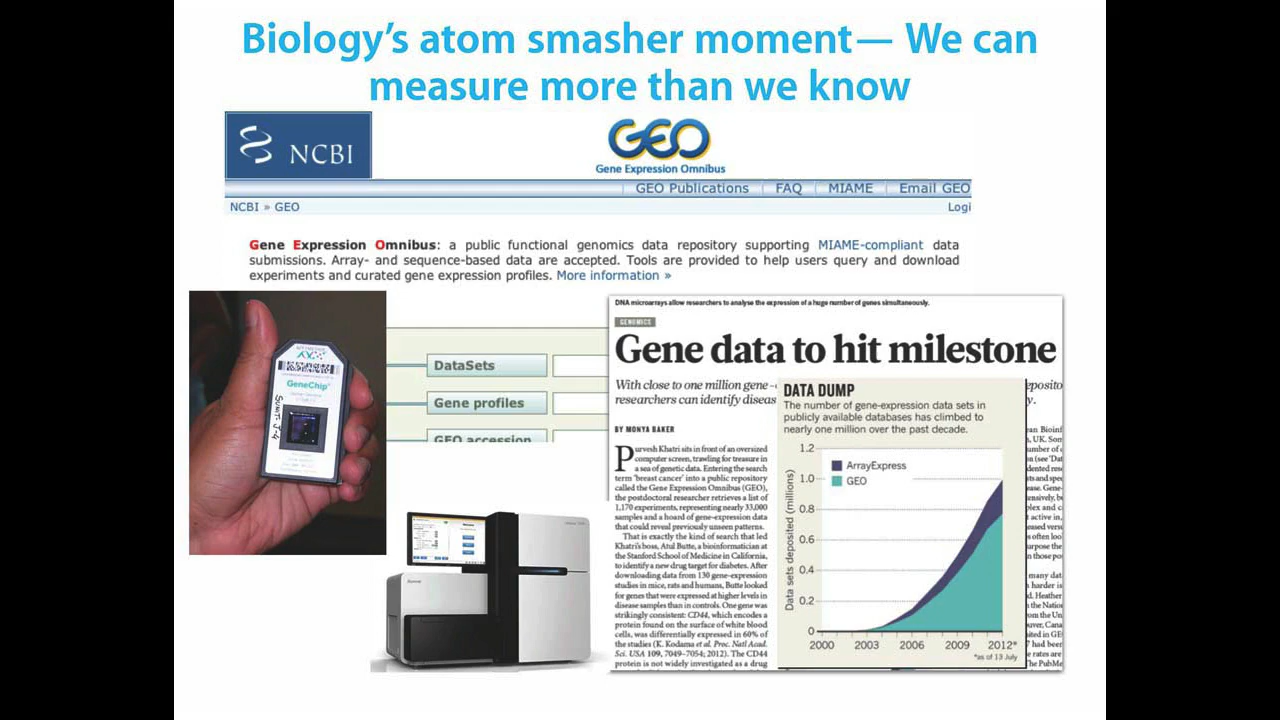 Biology's atom smasher moment— We can
measure more than we know
NCBI
GEO
Gene Expression Omnibus
GEO Publications
FAQ
MIAME
Email GEO
NCBI » GEO
Logi
Gene Expression Omnibus: a public functional genomics data repository supporting MIAME-compliant data
submissions. Array- and sequence-based data are accepted. Tools are provided to help users query and download
experiments and curated gene expression profiles. More information »
GeneChip
DataSets
Gene profiles
GEO accession
DNA microarrays allow researchers to analyse the expression of a huge number of genes simultaneously.
GENOMICS
Gene data to hit milestone
With close to one million gene-
researchers can identify diseas
BY MONYA BAKER
Purvesh Khatri sits in front of an oversized
computer screen, trawling for treasure in
a sea of genetic data. Entering the search
term 'breast cancer' into a public repository
called the Gene Expression Omnibus (GEO),
the postdoctoral researcher retrieves a list of
1,170 experiments, representing nearly 33,000
samples and a hoard of gene-expression data
that could reveal previously unseen patterns.
That is exactly the kind of search that led
Khatri's boss, Atul Butte, a bioinformatician at
the Stanford School of Medicine in California,
to identify a new drug target for diabetes. After
downloading data from 130 gene-expression
studies in mice, rats and humans, Butte looked
for genes that were expressed at higher levels in
disease samples than in controls. One gene was
strikingly consistent: CD44, which encodes a
protein found on the surface of white blood
cells, was differentially expressed in 60% of
the studies (K. Kodama et al. Proc. Natl Acad.
Sci. USA 109, 7049–7054; 2012). The CD44
protein is not widely investigated as a drug
DATA DUMP
The number of gene-expression data sets in
publicly available databases has climbed to
nearly one million over the past decade.
Data sets deposited (millions)
1.2
1.0
0.8
0.6
0.4
0.2
0
ArrayExpress
GEO
2000
2003
2006
2009
2012*
*as of 13 July